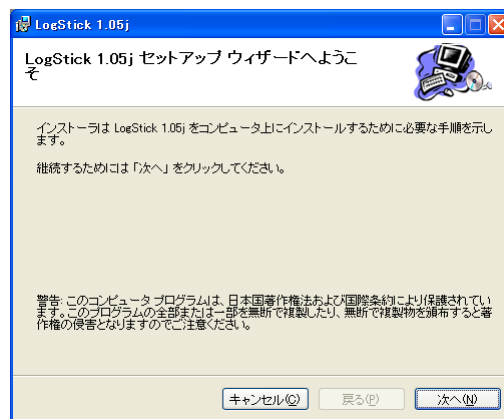 LogStick 1.05j
LogStick 1.05j セットアップ ウィザードへようこ
そ
インストーラは LogStick 1.05j をコンピュータ上にインストールするために必要な手順を示し
ます。
継続するためには「次へ」をクリックしてください。
警告: このコンピュータ プログラムは、日本国著作権法および国際条約により保護されてい
ます。このプログラムの全部または一部を無断で複製したり、無断で複製物を頒布すると著
作権の侵害となりますのでご注意ください。
キャンセル(C) 戻る(P) 次へ(N)